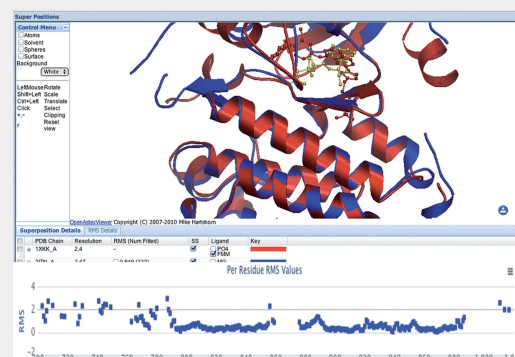 Super Positions
Control Menu -
Atoms
Solvent
Spheres
Surface
Background
White
LeftMouse Rotate
Shift+Left Scale
Ctrl+Left Translate
Click Select
+,- Clipping
r Reset view
OpenAstexViewer Copyright (C) 2007-2010 Mike Hartshorn
Superposition Details RMS Details
PDB Chain Resolution RMS (Num Fitted) SS Ligand Key
1XKK_A 2.4 - PO4
FMM
Per Residue RMS Values
RMS
4
2
0
-2